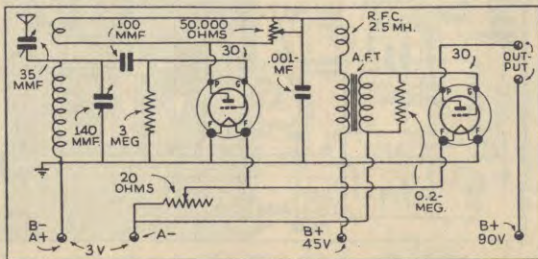 100
MMF
50,000
OHMS
R.F.C.
2.5 MH.
A.F.T
30
30
OUT-
PUT
35
MMF
.001-
MF
P
G
F
F
P
G
F
F
140
MMF.
3
MEG
20
OHMS
0.2-
MEG.
B-
A+
3V
A-
B+
45V
B+
90V